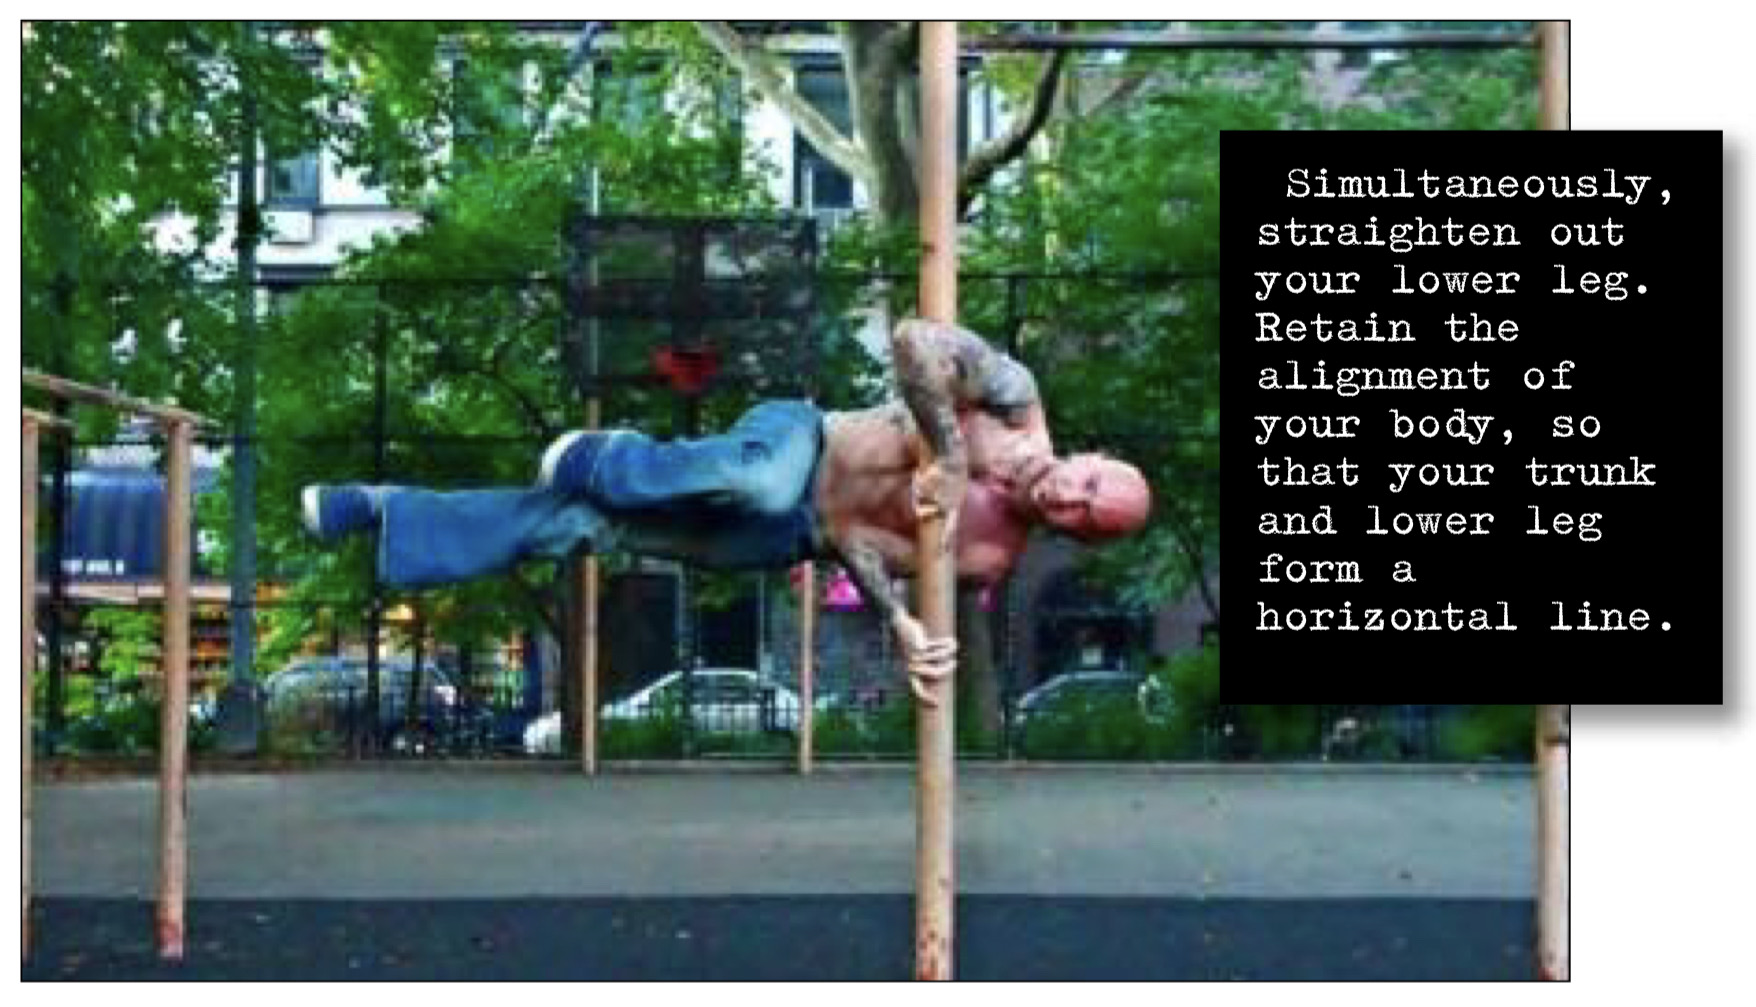 Simultaneously,
straighten out
your lower leg.
Retain the
alignment of
your body, so
that your trunk
and lower leg
form a
horizontal line.